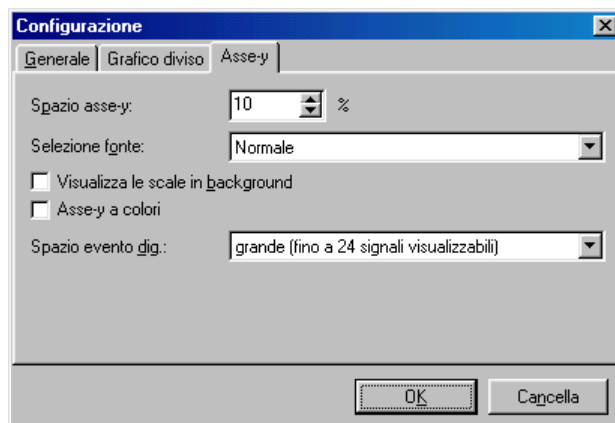 Configurazione
Generale Grafico diviso Asse-y
Spazio asse-y: 10 %
Selezione fonte: Normale
Visualizza le scale in background
Asse-y a colori
Spazio evento dig.: grande (fino a 24 signali visualizzabili)
OK Cancella